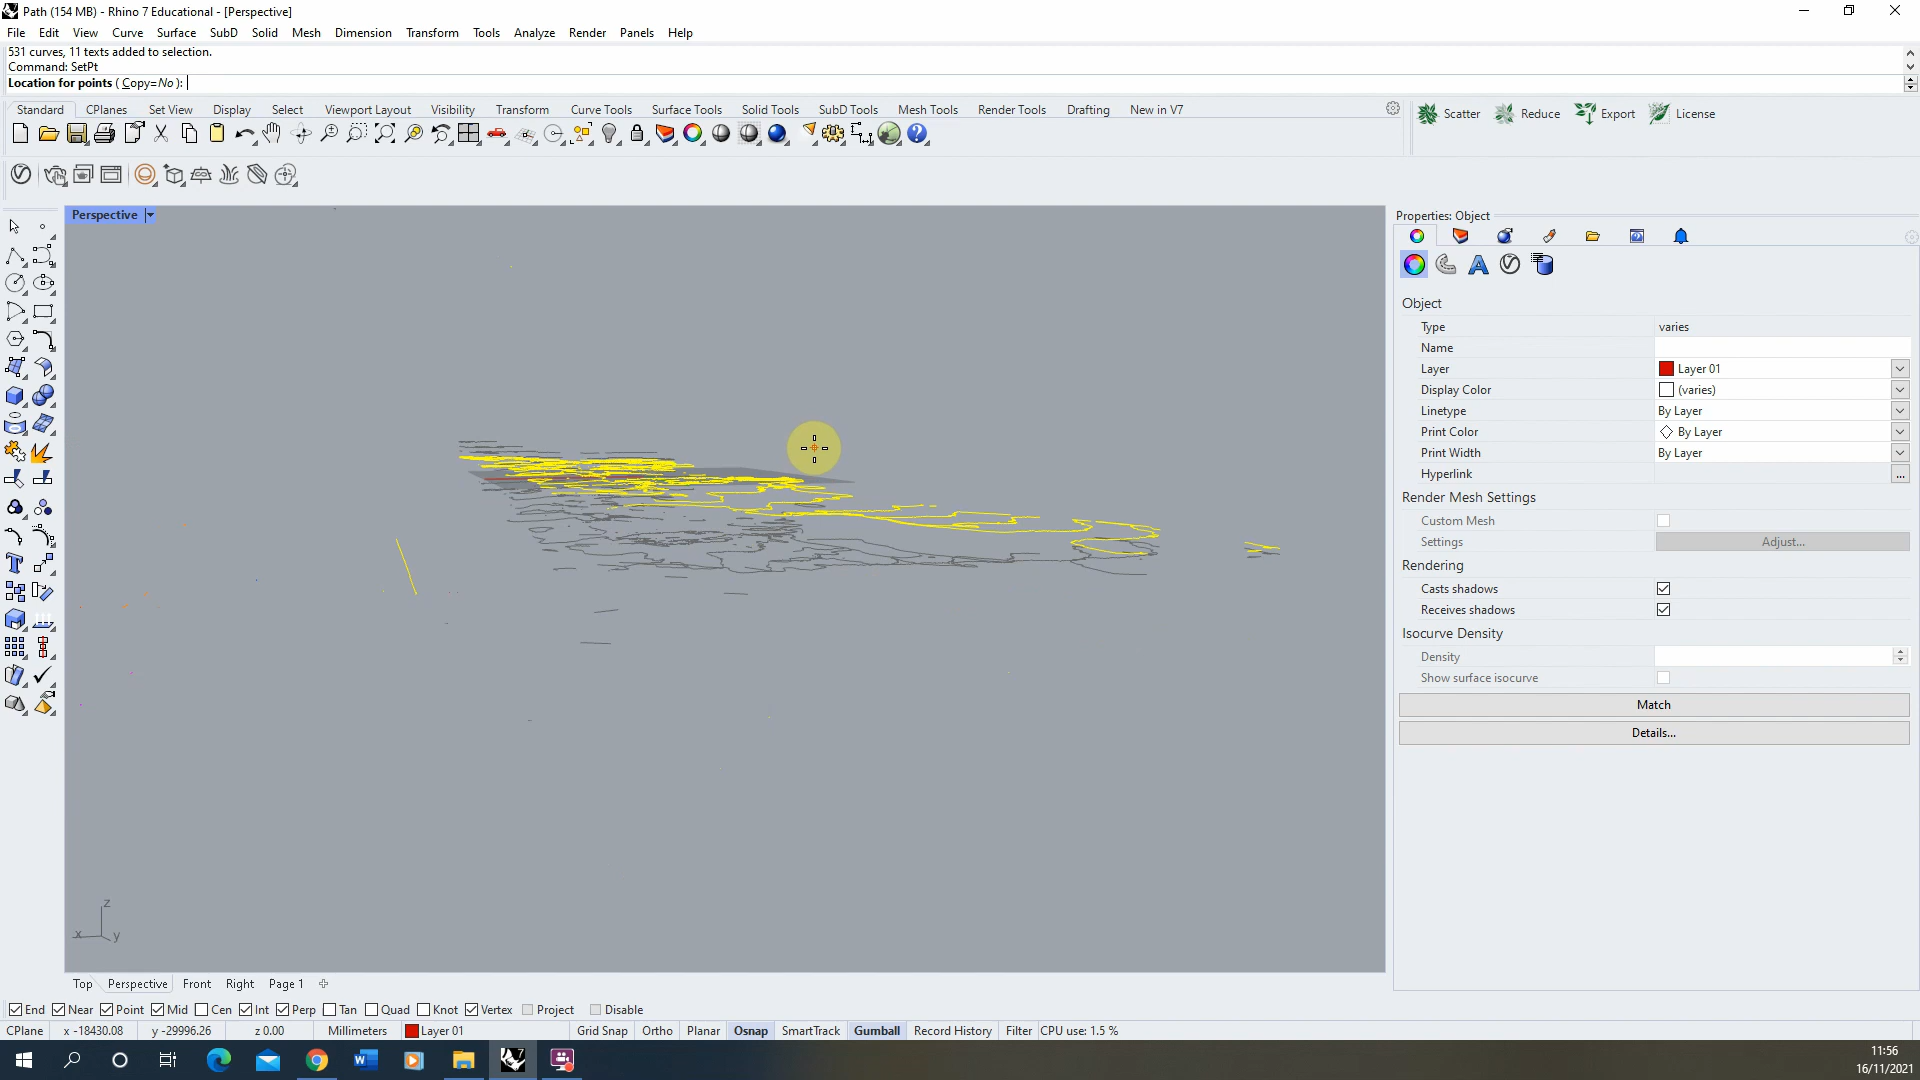 Path (154 MB) - Rhino 7 Educational - [Perspective]
File Edit View Curve Surface SubD Solid Mesh Dimension Transform Tools Analyze Render Panels Help
531 curves, 11 texts added to selection.
Command: SetPt
Location for points ( Copy=No ):
Standard CPlanes Set View Display Select Viewport Layout Visibility Transform Curve Tools Surface Tools Solid Tools SubD Tools Mesh Tools Render Tools Drafting New in V7
Scatter Reduce Export License
Perspective
Properties: Object
Object
Type varies
Name
Layer Layer 01
Display Color (varies)
Linetype By Layer
Print Color By Layer
Print Width By Layer
Hyperlink ...
Render Mesh Settings
Custom Mesh
Settings Adjust...
Rendering
Casts shadows
Receives shadows
Isocurve Density
Density
Show surface isocurve
Match
Details...
z
x y
Top Perspective Front Right Page 1
End Near Point Mid Cen Int Perp Tan Quad Knot Vertex Project Disable
CPlane x -18430.08 y -29996.26 z 0.00 Millimeters Layer 01 Grid Snap Ortho Planar Osnap SmartTrack Gumball Record History Filter CPU use: 1.5 %
11:56
16/11/2021